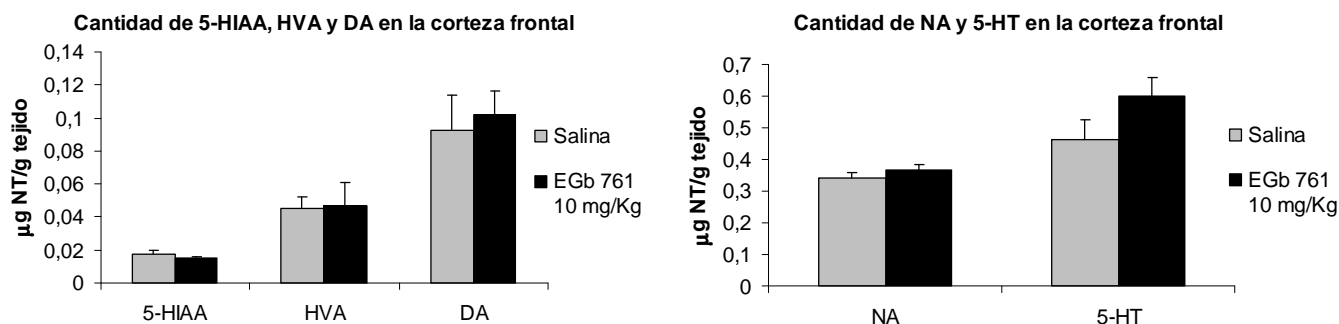 Cantidad de 5-HIAA, HVA y DA en la corteza frontal
0,14
0,12
0,1
0,08
0,06
0,04
0,02
0
µg NT/g tejido
5-HIAA
HVA
DA
Salina
EGb 761
10 mg/Kg
Cantidad de NA y 5-HT en la corteza frontal
0,7
0,6
0,5
0,4
0,3
0,2
0,1
0
µg NT/g tejido
NA
5-HT
Salina
EGb 761
10 mg/Kg